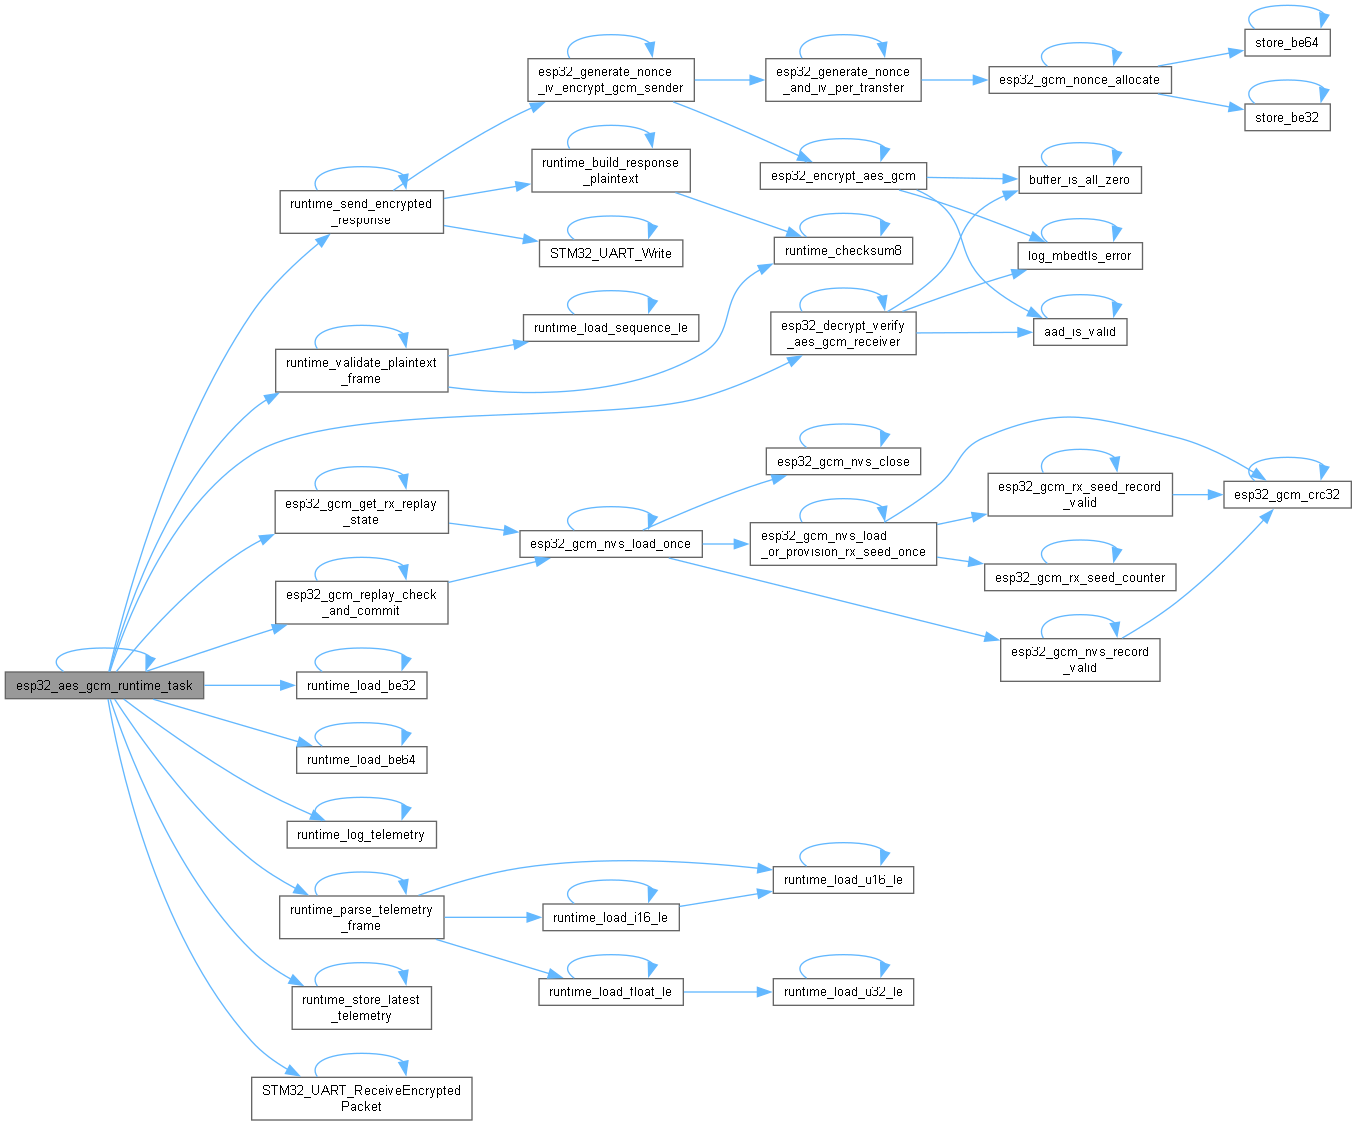 store_be64
esp32_generate_nonce
_iv_encrypt_gcm_sender
esp32_generate_nonce
_and_iv_per_transfer
esp32_gcm_nonce_allocate
store_be32
runtime_build_response
_plaintext
esp32_encrypt_aes_gcm
buffer_is_all_zero
runtime_send_encrypted
_response
STM32_UART_Write
runtime_checksum8
log_mbedtls_error
runtime_load_sequence_le
esp32_decrypt_verify
_aes_gcm_receiver
aad_is_valid
runtime_validate_plaintext
_frame
esp32_gcm_nvs_close
esp32_gcm_get_rx_replay
_state
esp32_gcm_rx_seed_record
_valid
esp32_gcm_crc32
esp32_gcm_nvs_load_once
esp32_gcm_nvs_load
_or_provision_rx_seed_once
esp32_gcm_rx_seed_counter
esp32_gcm_replay_check
_and_commit
esp32_gcm_nvs_record
_valid
esp32_aes_gcm_runtime_task
runtime_load_be32
runtime_load_be64
runtime_log_telemetry
runtime_load_u16_le
runtime_parse_telemetry
_frame
runtime_load_i16_le
runtime_load_float_le
runtime_load_u32_le
runtime_store_latest
_telemetry
STM32_UART_ReceiveEncrypted
Packet